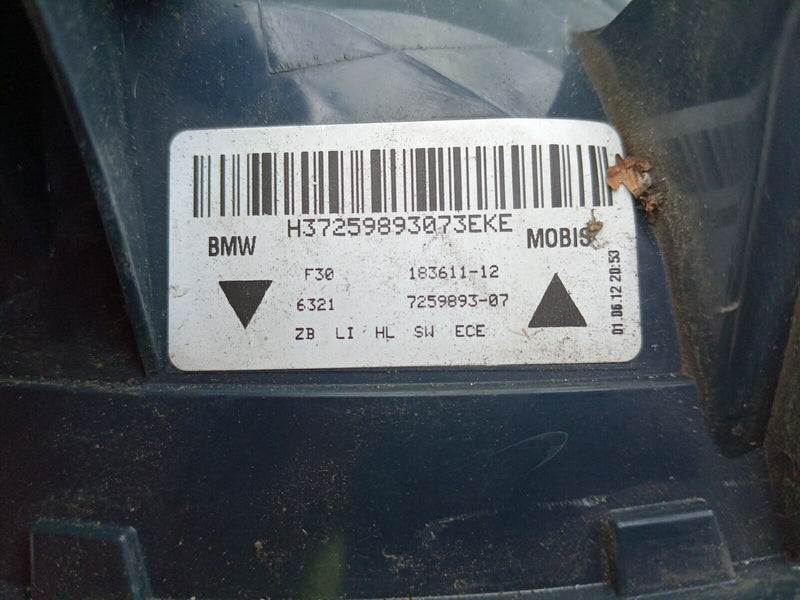 H37259893073EKE
BMW MOBIS
F30 183611-12
6321 7259893-07
ZB LI HL SW ECE
01.06.12 20:53